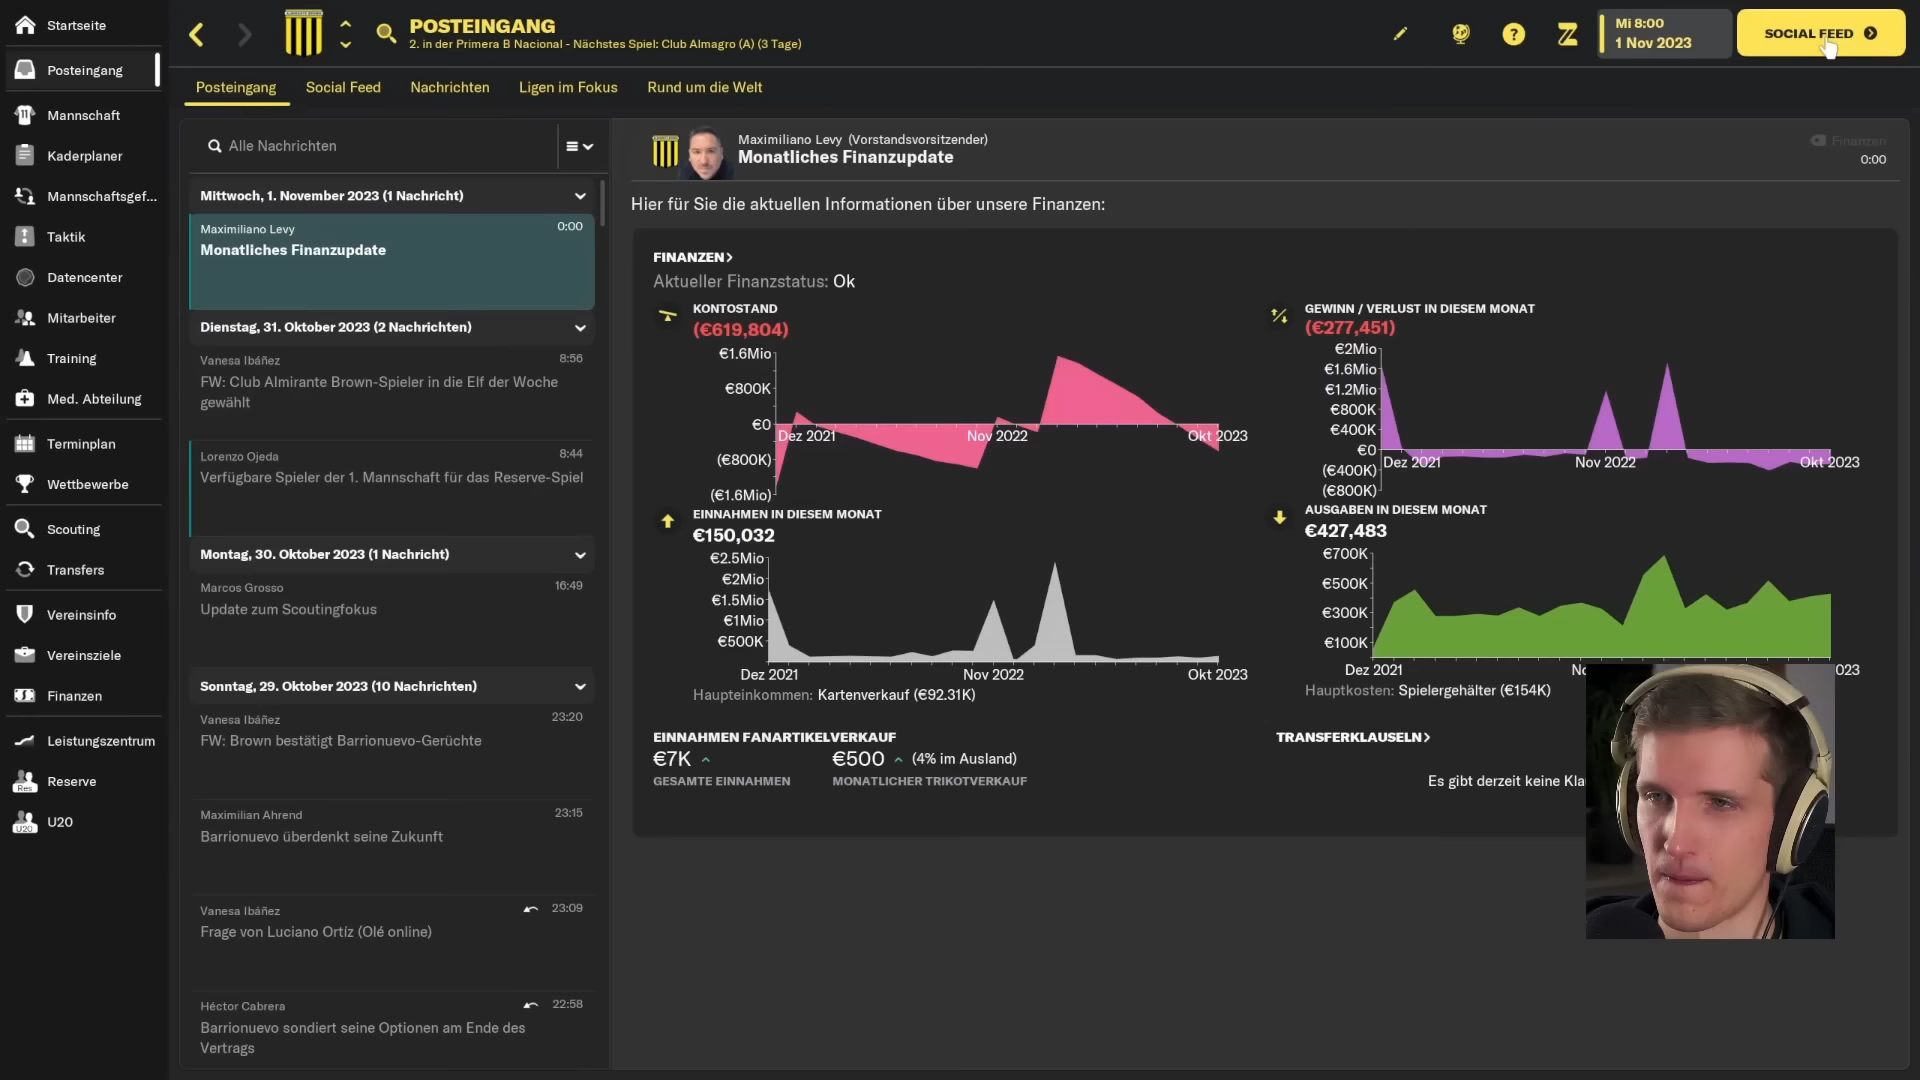 Startseite
Posteingang
Mannschaft
Kaderplaner
Mannschaftsgef...
Taktik
Datencenter
Mitarbeiter
Training
Med. Abteilung
Terminplan
Wettbewerbe
Scouting
Transfers
Vereinsinfo
Vereinsziele
Finanzen
Leistungszentrum
Res
Reserve
U20
U20
POSTEINGANG
2. in der Primera B Nacional - Nächstes Spiel: Club Almagro (A) (3 Tage)
Mi 8:00
1 Nov 2023
SOCIAL FEED
Posteingang
Social Feed
Nachrichten
Ligen im Fokus
Rund um die Welt
Alle Nachrichten
Mittwoch, 1. November 2023 (1 Nachricht)
Maximiliano Levy
0:00
Monatliches Finanzupdate
Dienstag, 31. Oktober 2023 (2 Nachrichten)
Vanesa Ibáñez
8:56
FW: Club Almirante Brown-Spieler in die Elf der Woche
gewählt
Lorenzo Ojeda
8:44
Verfügbare Spieler der 1. Mannschaft für das Reserve-Spiel
Montag, 30. Oktober 2023 (1 Nachricht)
Marcos Grosso
16:49
Update zum Scoutingfokus
Sonntag, 29. Oktober 2023 (10 Nachrichten)
Vanesa Ibáñez
23:20
FW: Brown bestätigt Barrionuevo-Gerüchte
Maximilian Ahrend
23:15
Barrionuevo überdenkt seine Zukunft
Vanesa Ibáñez
23:09
Frage von Luciano Ortíz (Olé online)
Héctor Cabrera
22:58
Barrionuevo sondiert seine Optionen am Ende des
Vertrags
Maximiliano Levy (Vorstandsvorsitzender)
Monatliches Finanzupdate
Finanzen
0:00
Hier für Sie die aktuellen Informationen über unsere Finanzen:
FINANZEN>
Aktueller Finanzstatus: Ok
KONTOSTAND
(€619,804)
€1.6Mio
€800K
€0
(€800K)
(€1.6Mio)
Dez 2021
Nov 2022
Okt 2023
GEWINN / VERLUST IN DIESEM MONAT
(€277,451)
€2Mio
€1.6Mio
€1.2Mio
€800K
€400K
€0
(€400K)
(€800K)
Dez 2021
Nov 2022
Okt 2023
EINNAHMEN IN DIESEM MONAT
€150,032
€2.5Mio
€2Mio
€1.5Mio
€1Mio
€500K
Dez 2021
Nov 2022
Okt 2023
Haupteinkommen: Kartenverkauf (€92.31K)
AUSGABEN IN DIESEM MONAT
€427,483
€700K
€500K
€300K
€100K
Dez 2021
No
023
Hauptkosten: Spielergehälter (€154K)
EINNAHMEN FANARTIKELVERKAUF
€7K
GESAMTE EINNAHMEN
€500 (4% im Ausland)
MONATLICHER TRIKOTVERKAUF
TRANSFERKLAUSELN>
Es gibt derzeit keine Kla